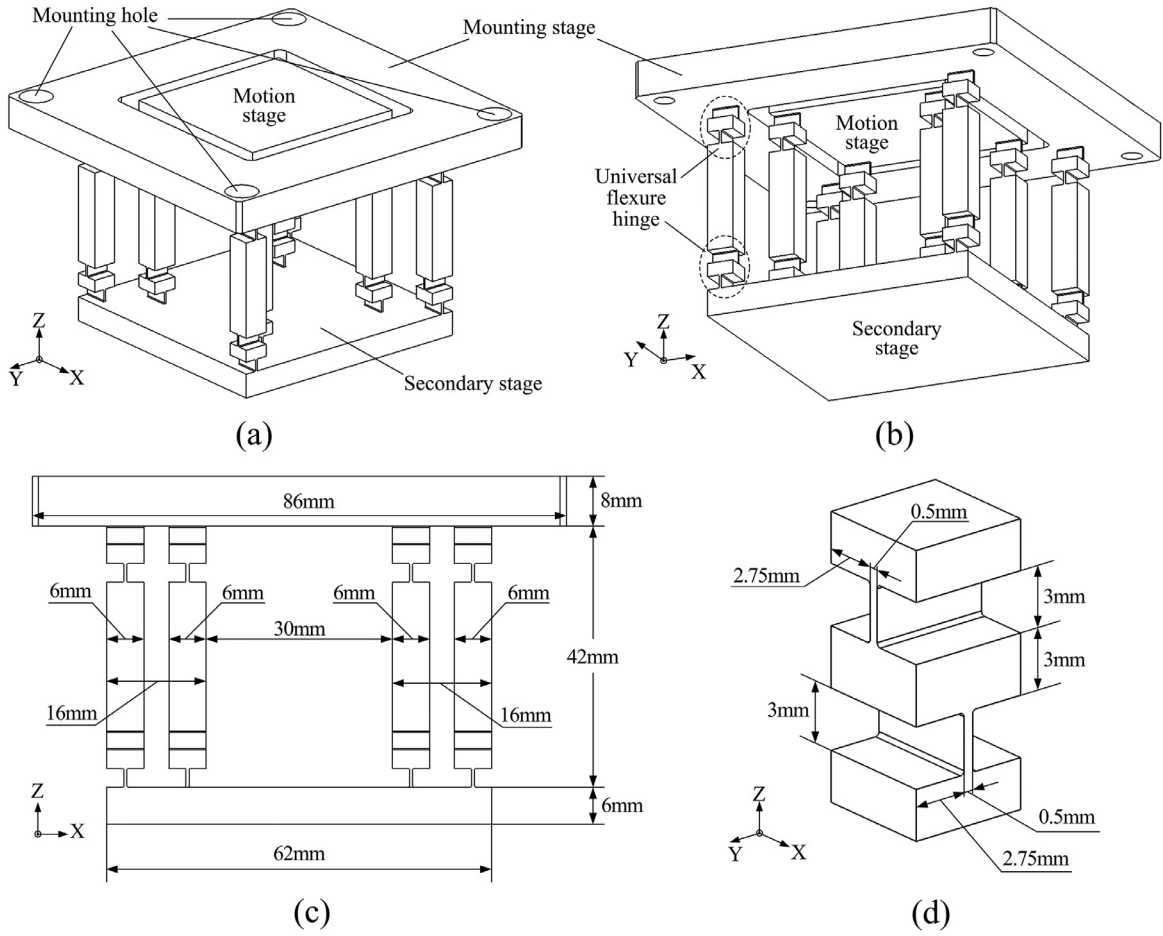 Mounting hole
Mounting stage
Motion
stage
Secondary stage
Z
Y
X
(a)
Motion
stage
Universal
flexure
hinge
Secondary
stage
Z
Y
X
(b)
86mm
8mm
6mm
6mm
6mm
6mm
30mm
42mm
16mm
16mm
Z
X
6mm
62mm
(c)
0.5mm
2.75mm
3mm
3mm
3mm
0.5mm
2.75mm
Z
Y
X
(d)